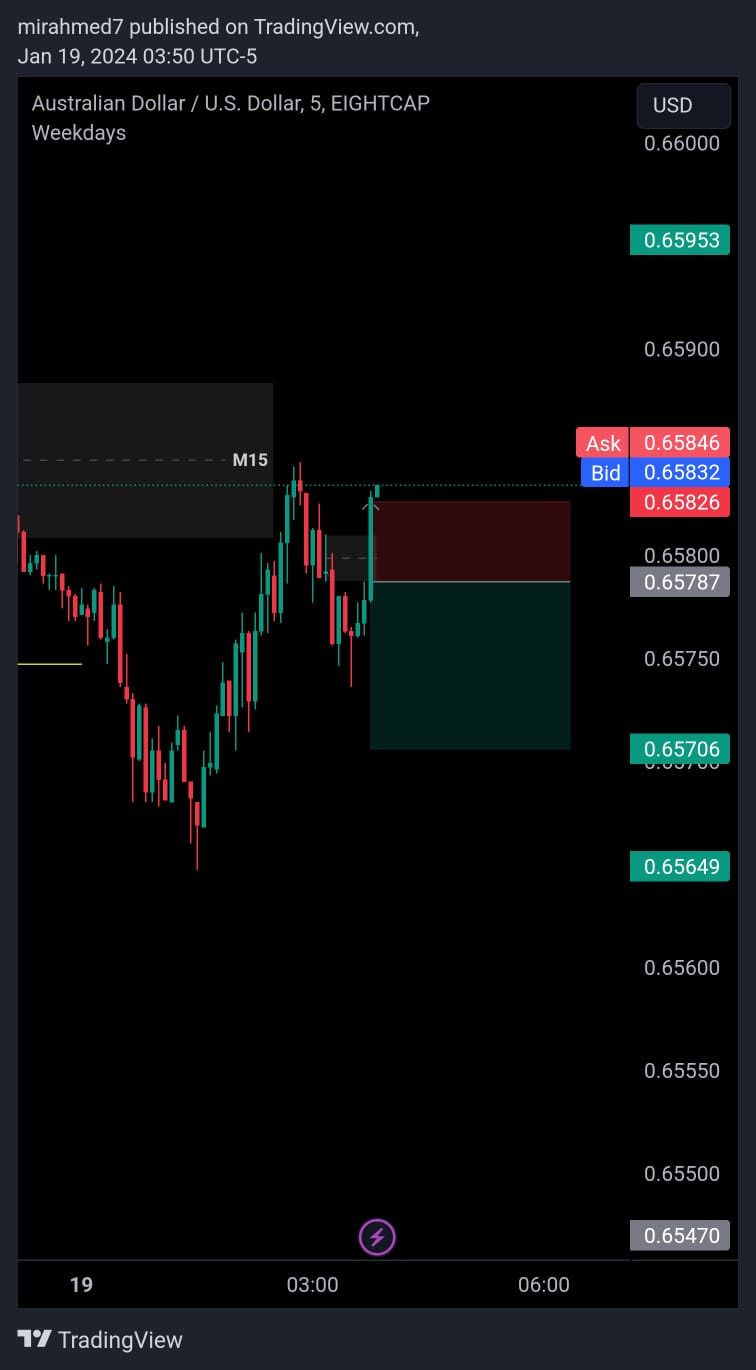 mirahmed7 published on TradingView.com,
Jan 19, 2024 03:50 UTC-5
Australian Dollar / U.S. Dollar, 5, EIGHTCAP
Weekdays
USD
0.66000
0.65953
0.65900
M15
Ask 0.65846
Bid 0.65832
0.65826
0.65800
0.65787
0.65750
0.65706
0.65700
0.65649
0.65600
0.65550
0.65500
0.65470
19 03:00 06:00
TradingView